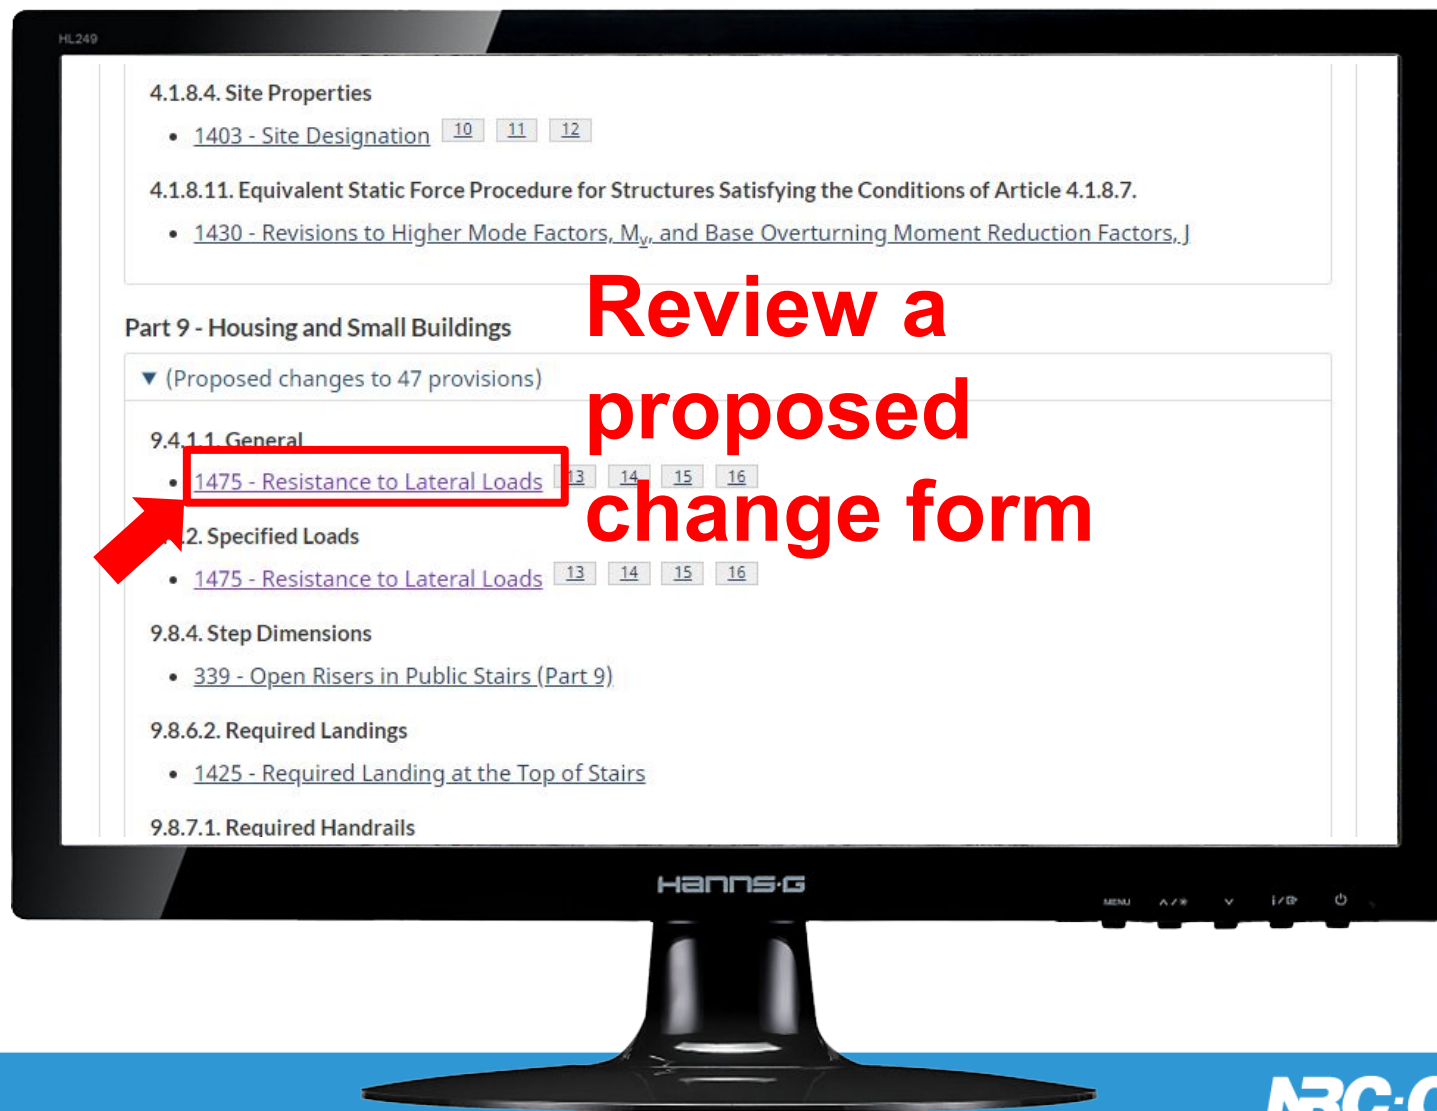 HL249
4.1.8.4. Site Properties
• 1403 - Site Designation 10 11 12
4.1.8.11. Equivalent Static Force Procedure for Structures Satisfying the Conditions of Article 4.1.8.7.
• 1430 - Revisions to Higher Mode Factors, Mv, and Base Overturning Moment Reduction Factors, J
Review a
proposed
change form
Part 9 - Housing and Small Buildings
▼ (Proposed changes to 47 provisions)
9.4.1.1. General
• 1475 - Resistance to Lateral Loads 13 14 15 16
.2. Specified Loads
• 1475 - Resistance to Lateral Loads 13 14 15 16
9.8.4. Step Dimensions
• 339 - Open Risers in Public Stairs (Part 9)
9.8.6.2. Required Landings
• 1425 - Required Landing at the Top of Stairs
9.8.7.1. Required Handrails
Hanns·G
MENU
NRC·C